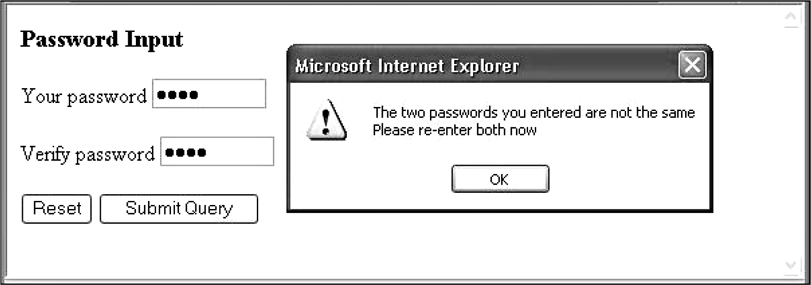 Password Input
Your password ••••
Verify password ••••
Reset Submit Query
Microsoft Internet Explorer
The two passwords you entered are not the same
Please re-enter both now
OK